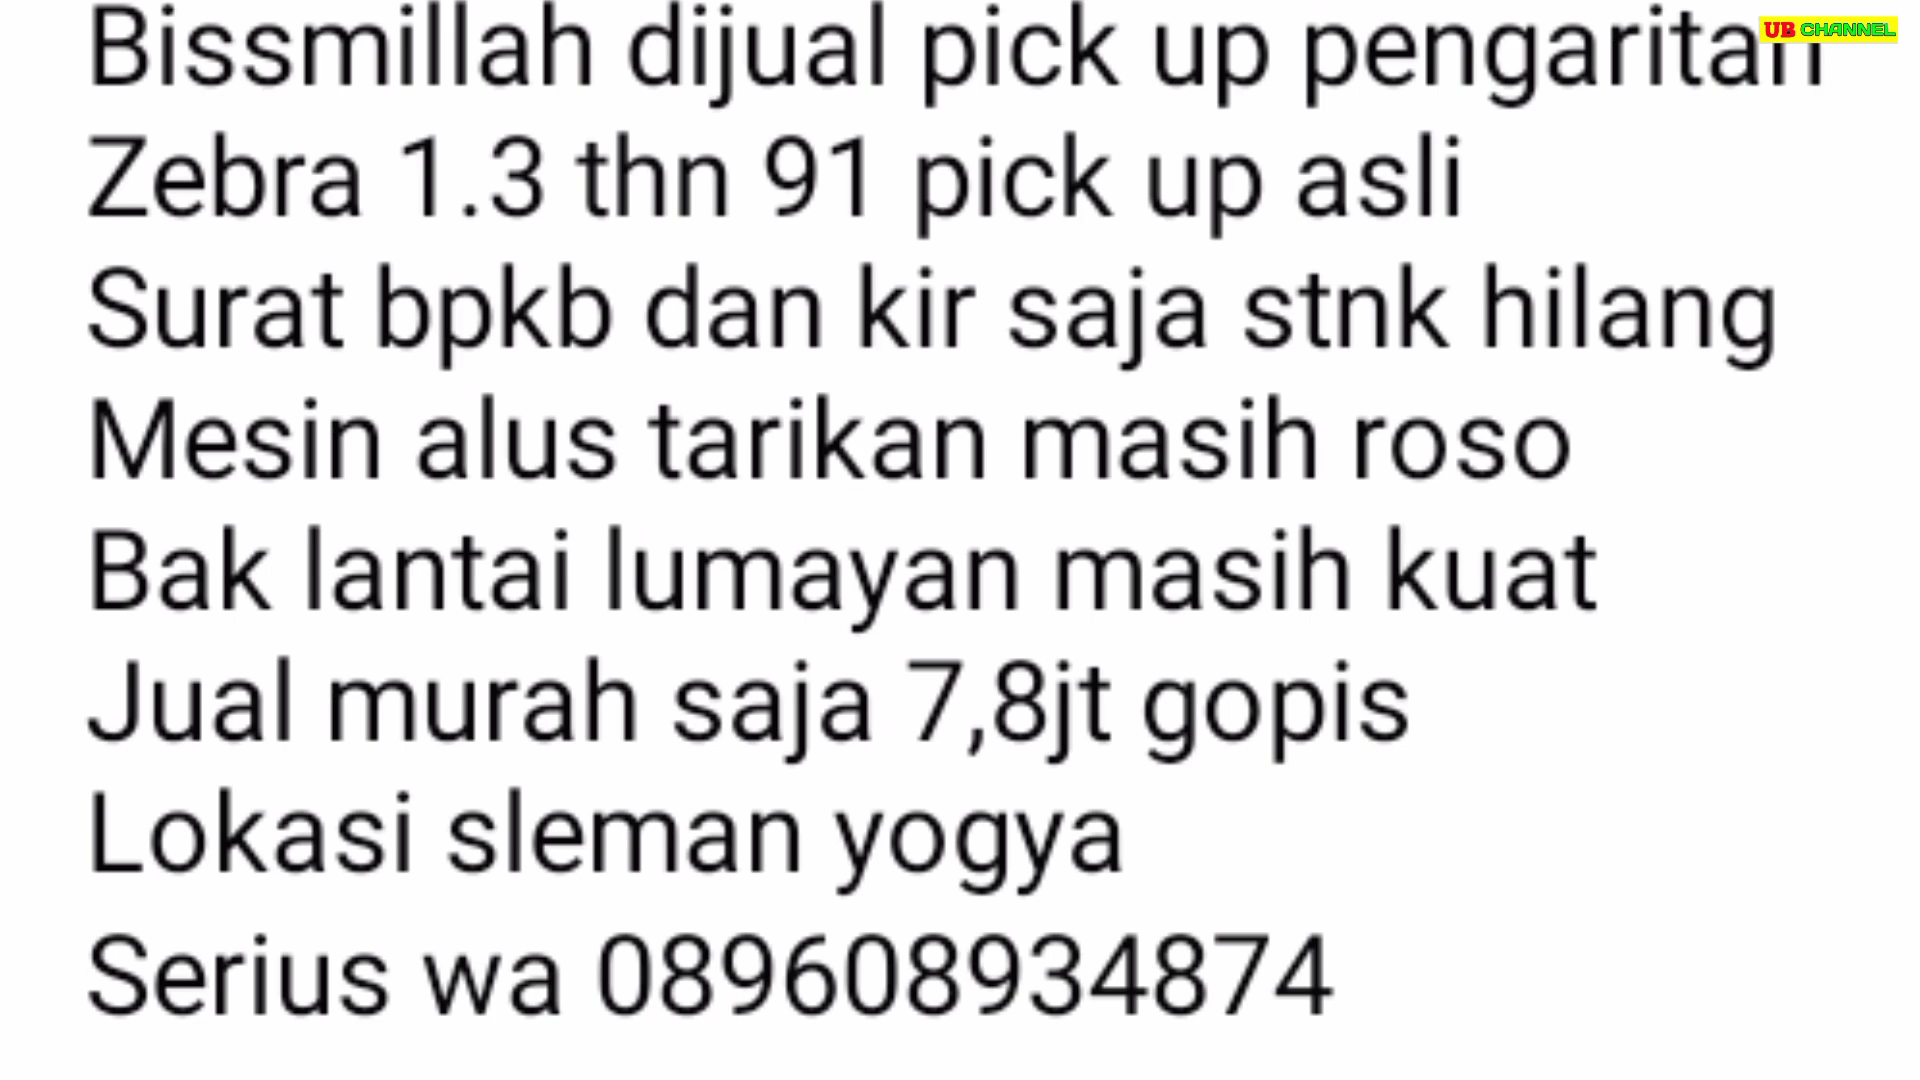 Bissmillah dijual pick up pengaritan
UB CHANNEL
Zebra 1.3 thn 91 pick up asli
Surat bpkb dan kir saja stnk hilang
Mesin alus tarikan masih roso
Bak lantai lumayan masih kuat
Jual murah saja 7,8jt gopis
Lokasi sleman yogya
Serius wa 089608934874